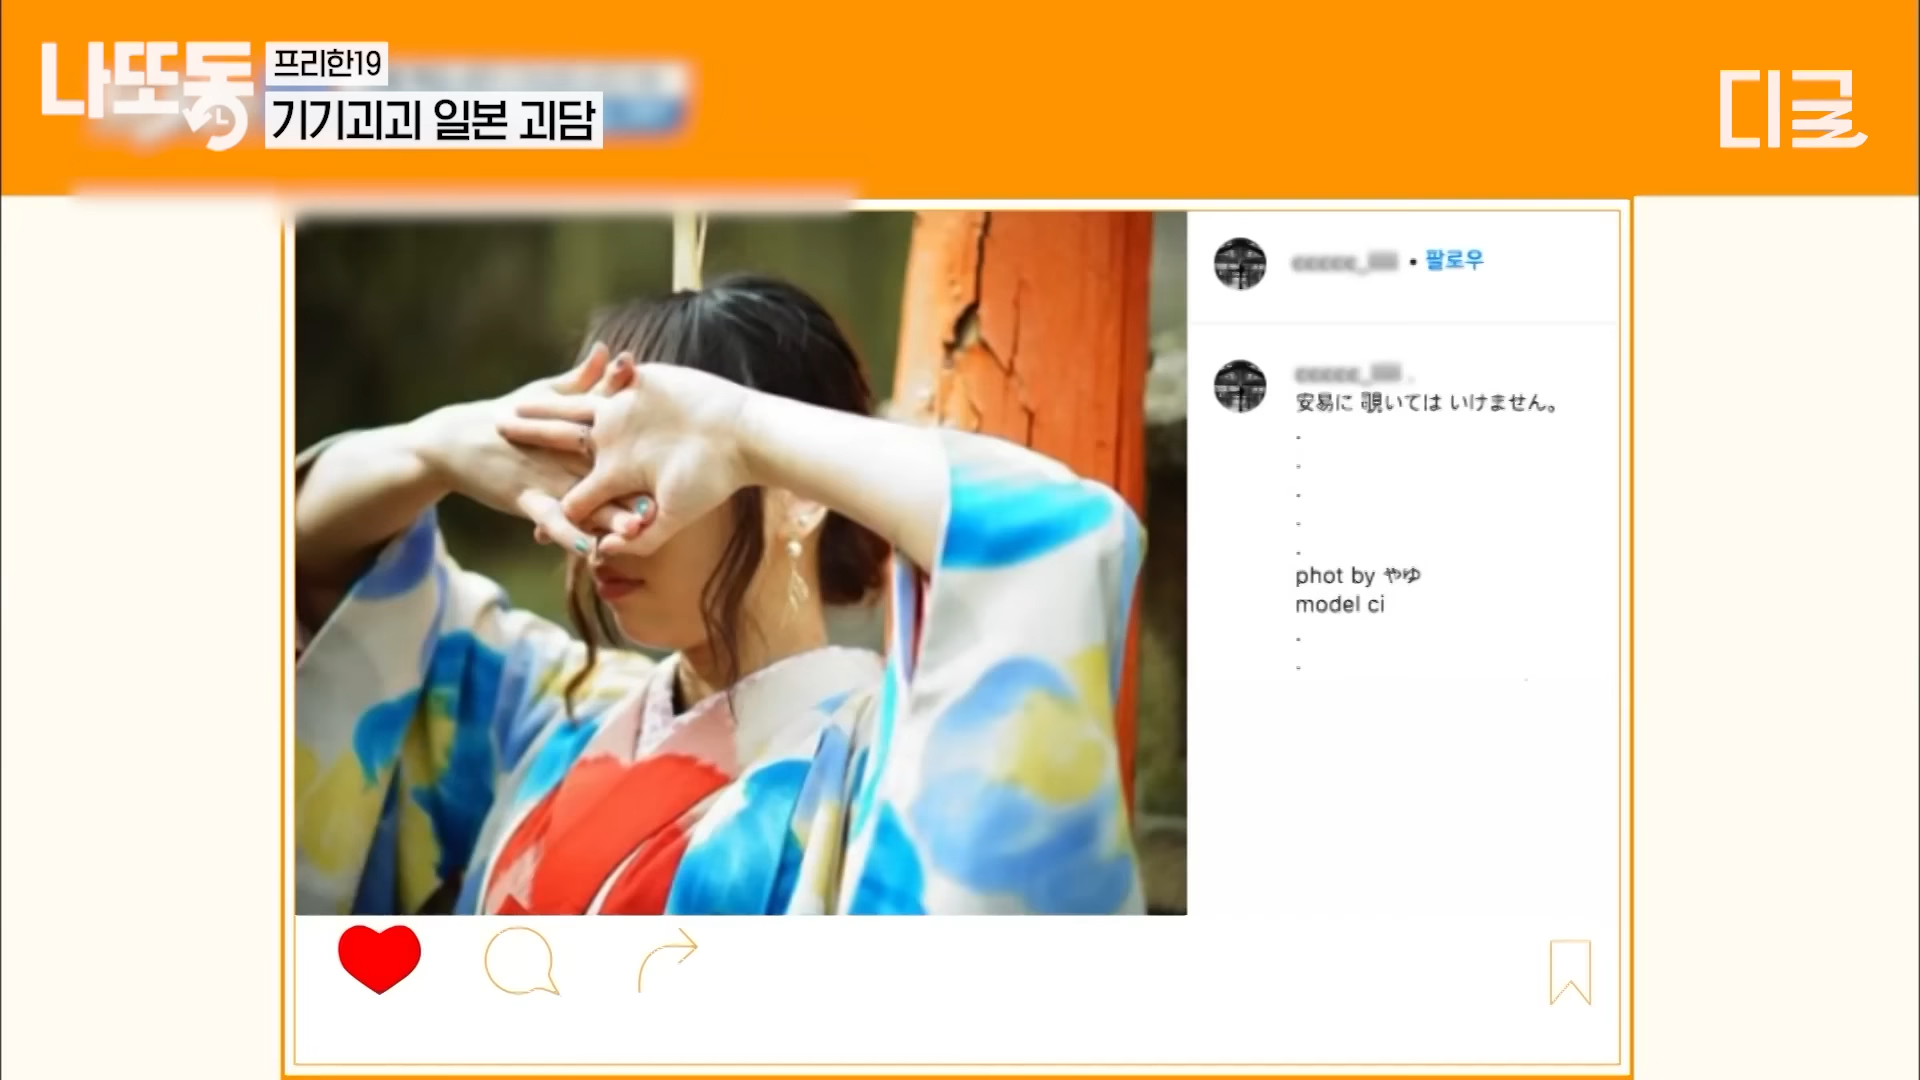 나또동
프리한19
기기괴괴 일본 괴담
디글
• 팔로우
安易に 覗いては いけません。
.
.
.
.
.
phot by やゆ
model ci
.
.